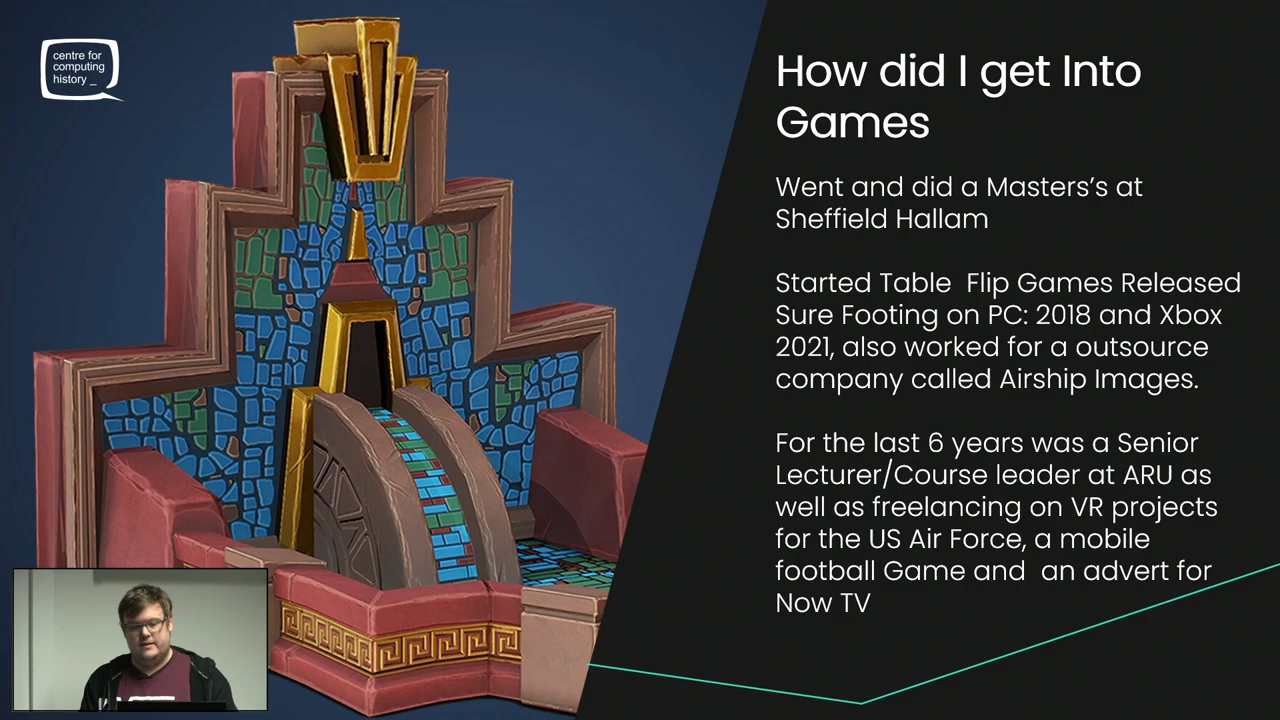 centre for
computing
history _
How did I get Into
Games
Went and did a Masters's at
Sheffield Hallam
Started Table  Flip Games Released
Sure Footing on PC: 2018 and Xbox
2021, also worked for a outsource
company called Airship Images.
For the last 6 years was a Senior
Lecturer/Course leader at ARU as
well as freelancing on VR projects
for the US Air Force, a mobile
football Game and  an advert for
Now TV